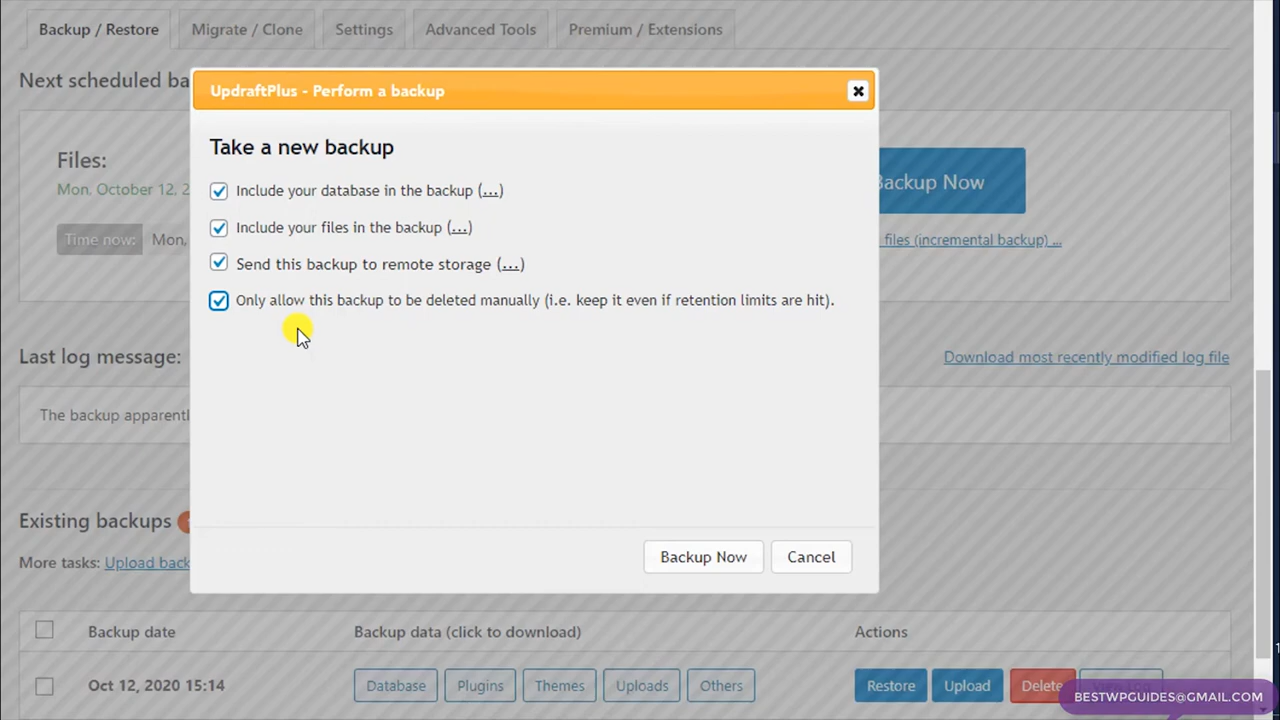 Backup / Restore
Migrate / Clone
Settings
Advanced Tools
Premium / Extensions
Next scheduled ba
UpdraftPlus - Perform a backup
Take a new backup
Include your database in the backup (...)
Include your files in the backup (...)
Send this backup to remote storage (...)
Only allow this backup to be deleted manually (i.e. keep it even if retention limits are hit).
Backup Now
Cancel
Files:
Mon, October 12, 2
Time now: Mon,
Backup Now
files (incremental backup) ...
Last log message:
Download most recently modified log file
The backup apparentl
Existing backups
More tasks: Upload back
Backup date
Backup data (click to download)
Actions
Oct 12, 2020 15:14
Database
Plugins
Themes
Uploads
Others
Restore
Upload
Delete
BESTWPGUIDES@GMAIL.COM